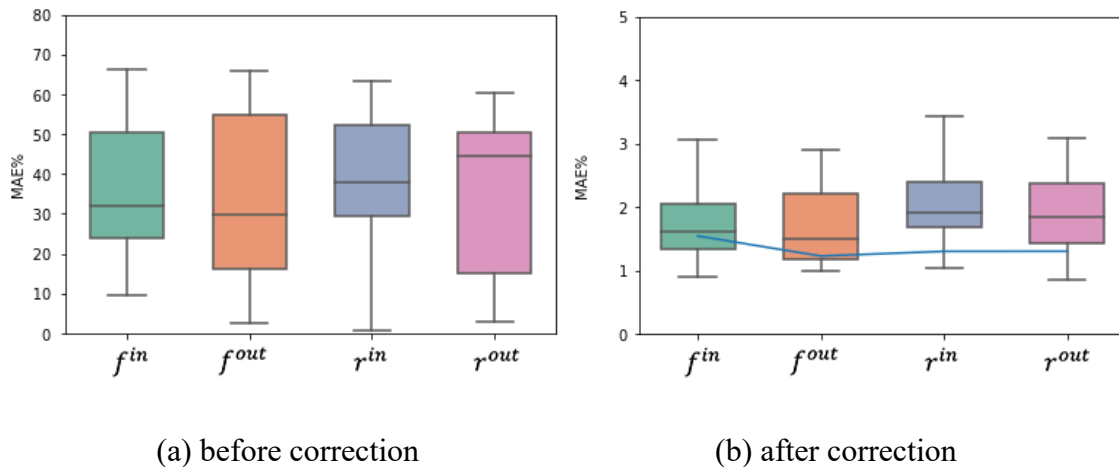 80
70
60
50
40
30
20
10
0
MAE%
f^{in}
f^{out}
r^{in}
r^{out}
5
4
3
2
1
0
MAE%
f^{in}
f^{out}
r^{in}
r^{out}
(a) before correction
(b) after correction